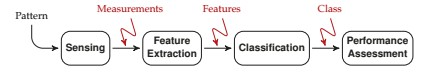 Measurements
Features
Class
Pattern
Sensing
Feature
Extraction
Classification
Performance
Assessment